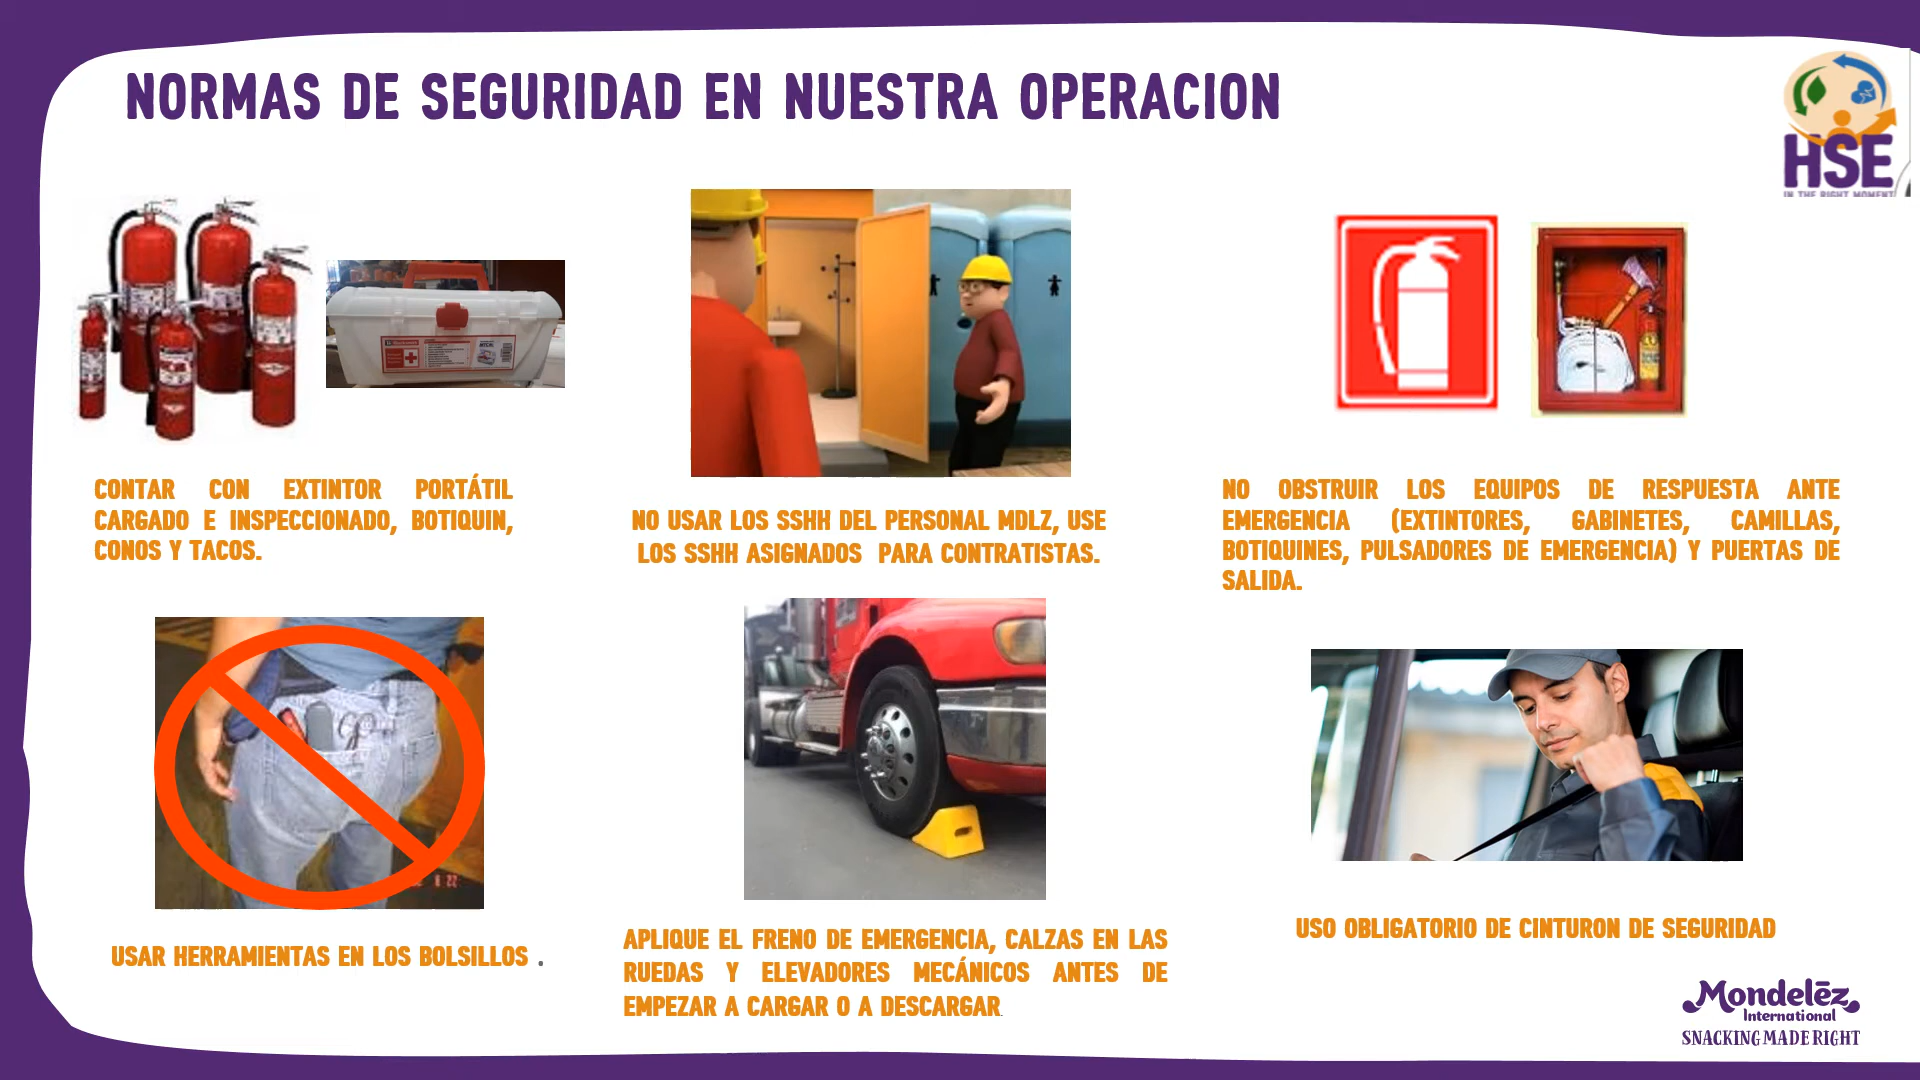 NORMAS DE SEGURIDAD EN NUESTRA OPERACION
HSE
IN THE RIGHT MOMENT
CONTAR CON EXTINTOR PORTÁTIL
CARGADO E INSPECCIONADO, BOTIQUIN,
CONOS Y TACOS.
NO USAR LOS SSHH DEL PERSONAL MDLZ, USE
LOS SSHH ASIGNADOS PARA CONTRATISTAS.
NO OBSTRUIR LOS EQUIPOS DE RESPUESTA ANTE
EMERGENCIA (EXTINTORES, GABINETES, CAMILLAS,
BOTIQUINES, PULSADORES DE EMERGENCIA) Y PUERTAS DE
SALIDA.
USAR HERRAMIENTAS EN LOS BOLSILLOS .
APLIQUE EL FRENO DE EMERGENCIA, CALZAS EN LAS
RUEDAS Y ELEVADORES MECÁNICOS ANTES DE
EMPEZAR A CARGAR O A DESCARGAR.
USO OBLIGATORIO DE CINTURON DE SEGURIDAD
Mondelēz
International
SNACKING MADE RIGHT